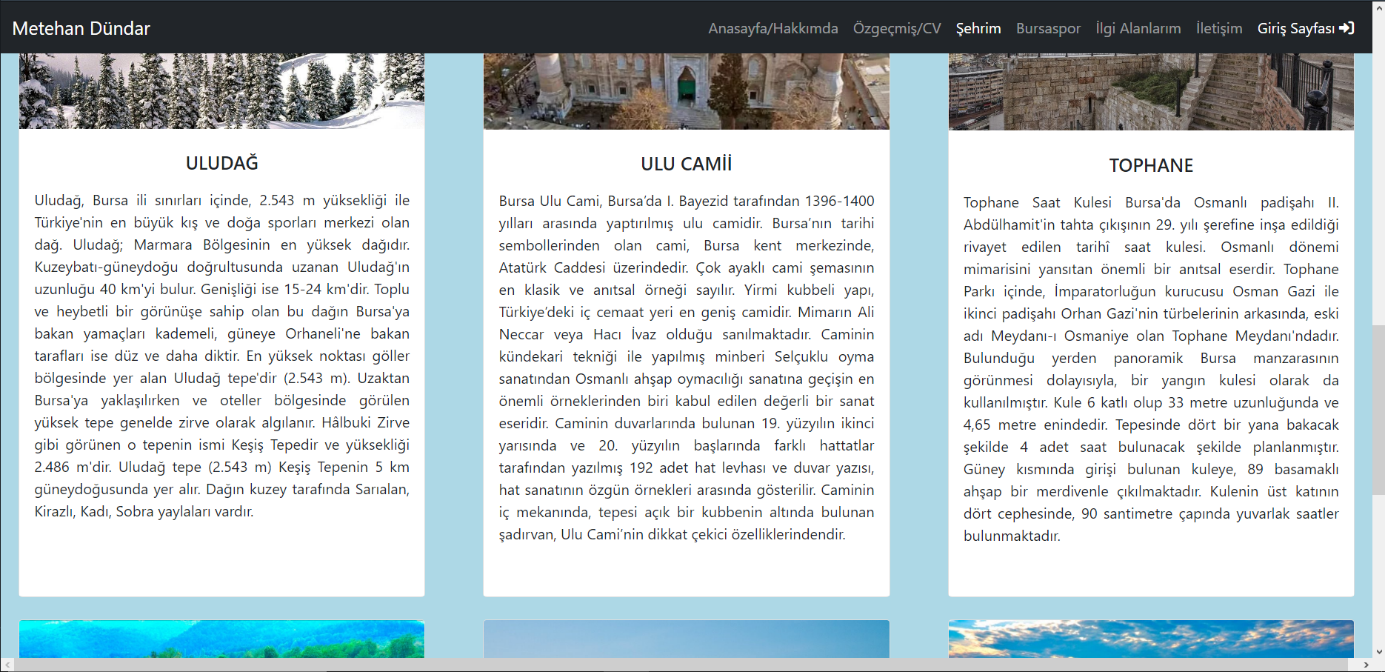 Metehan Dündar
Anasayfa/Hakkımda Özgeçmiş/CV Şehrim Bursaspor İlgi Alanlarım İletişim Giriş Sayfası
ULUDAĞ
Uludağ, Bursa ili sınırları içinde, 2.543 m yüksekliği ile
Türkiye'nin en büyük kış ve doğa sporları merkezi olan
dağ. Uludağ; Marmara Bölgesinin en yüksek dağıdır.
Kuzeybatı-güneydoğu doğrultusunda uzanan Uludağ'ın
uzunluğu 40 km'yi bulur. Genişliği ise 15-24 km'dir. Toplu
ve heybetli bir görünüşe sahip olan bu dağın Bursa'ya
bakan yamaçları kademeli, güneye Orhaneli'ne bakan
tarafları ise düz ve daha diktir. En yüksek noktası göller
bölgesinde yer alan Uludağ tepe'dir (2.543 m). Uzaktan
Bursa'ya yaklaşılırken ve oteller bölgesinde görülen
yüksek tepe genelde zirve olarak algılanır. Hâlbuki Zirve
gibi görünen o tepenin ismi Keşiş Tepedir ve yüksekliği
2.486 m'dir. Uludağ tepe (2.543 m) Keşiş Tepenin 5 km
güneydoğusunda yer alır. Dağın kuzey tarafında Sarıalan,
Kirazlı, Kadı, Sobra yaylaları vardır.
ULU CAMİİ
Bursa Ulu Cami, Bursa’da I. Bayezid tarafından 1396-1400
yılları arasında yaptırılmış ulu camidir. Bursa’nın tarihi
sembollerinden olan cami, Bursa kent merkezinde,
Atatürk Caddesi üzerindedir. Çok ayaklı cami şemasının
en klasik ve anıtsal örneği sayılır. Yirmi kubbeli yapı,
Türkiye’deki iç cemaat yeri en geniş camidir. Mimarın Ali
Neccar veya Hacı İvaz olduğu sanılmaktadır. Caminin
kündekari tekniği ile yapılmış minberi Selçuklu oyma
sanatından Osmanlı ahşap oymacılığı sanatına geçişin en
önemli örneklerinden biri kabul edilen değerli bir sanat
eseridir. Caminin duvarlarında bulunan 19. yüzyılın ikinci
yarısında ve 20. yüzyılın başlarında farklı hattatlar
tarafından yazılmış 192 adet hat levhası ve duvar yazısı,
hat sanatının özgün örnekleri arasında gösterilir. Caminin
iç mekanında, tepesi açık bir kubbenin altında bulunan
şadırvan, Ulu Cami’nin dikkat çekici özelliklerindendir.
TOPHANE
Tophane Saat Kulesi Bursa'da Osmanlı padişahı II.
Abdülhamit'in tahta çıkışının 29. yılı şerefine inşa edildiği
rivayet edilen tarihî saat kulesi. Osmanlı dönemi
mimarisini yansıtan önemli bir anıtsal eserdir. Tophane
Parkı içinde, İmparatorluğun kurucusu Osman Gazi ile
ikinci padişahı Orhan Gazi'nin türbelerinin arkasında, eski
adı Meydanı-ı Osmaniye olan Tophane Meydanı'ndadır.
Bulunduğu yerden panoramik Bursa manzarasının
görünmesi dolayısıyla, bir yangın kulesi olarak da
kullanılmıştır. Kule 6 katlı olup 33 metre uzunluğunda ve
4,65 metre enindedir. Tepesinde dört bir yana bakacak
şekilde 4 adet saat bulunacak şekilde planlanmıştır.
Güney kısmında girişi bulunan kuleye, 89 basamaklı
ahşap bir merdivenle çıkılmaktadır. Kulenin üst katının
dört cephesinde, 90 santimetre çapında yuvarlak saatler
bulunmaktadır.